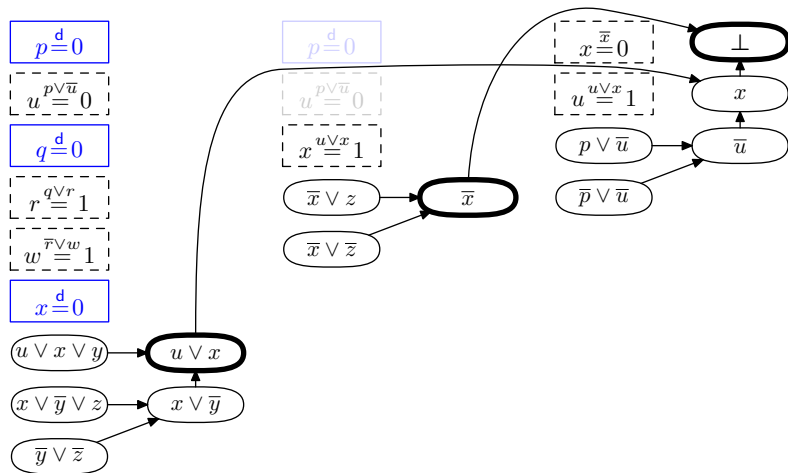 p =^d 0
u =^{p ∨ u̅} 0
q =^d 0
r =^{q ∨ r} 1
w =^{r̅ ∨ w} 1
x =^d 0
u ∨ x ∨ y
u ∨ x
x ∨ y̅ ∨ z
x ∨ y̅
y̅ ∨ z̅
p =^d 0
u =^{p ∨ u̅} 0
x =^{u ∨ x} 1
x̅ ∨ z
x̅
x̅ ∨ z̅
x =^{x̅} 0
⊥
u =^{u ∨ x} 1
x
p ∨ u̅
u̅
p̅ ∨ u̅